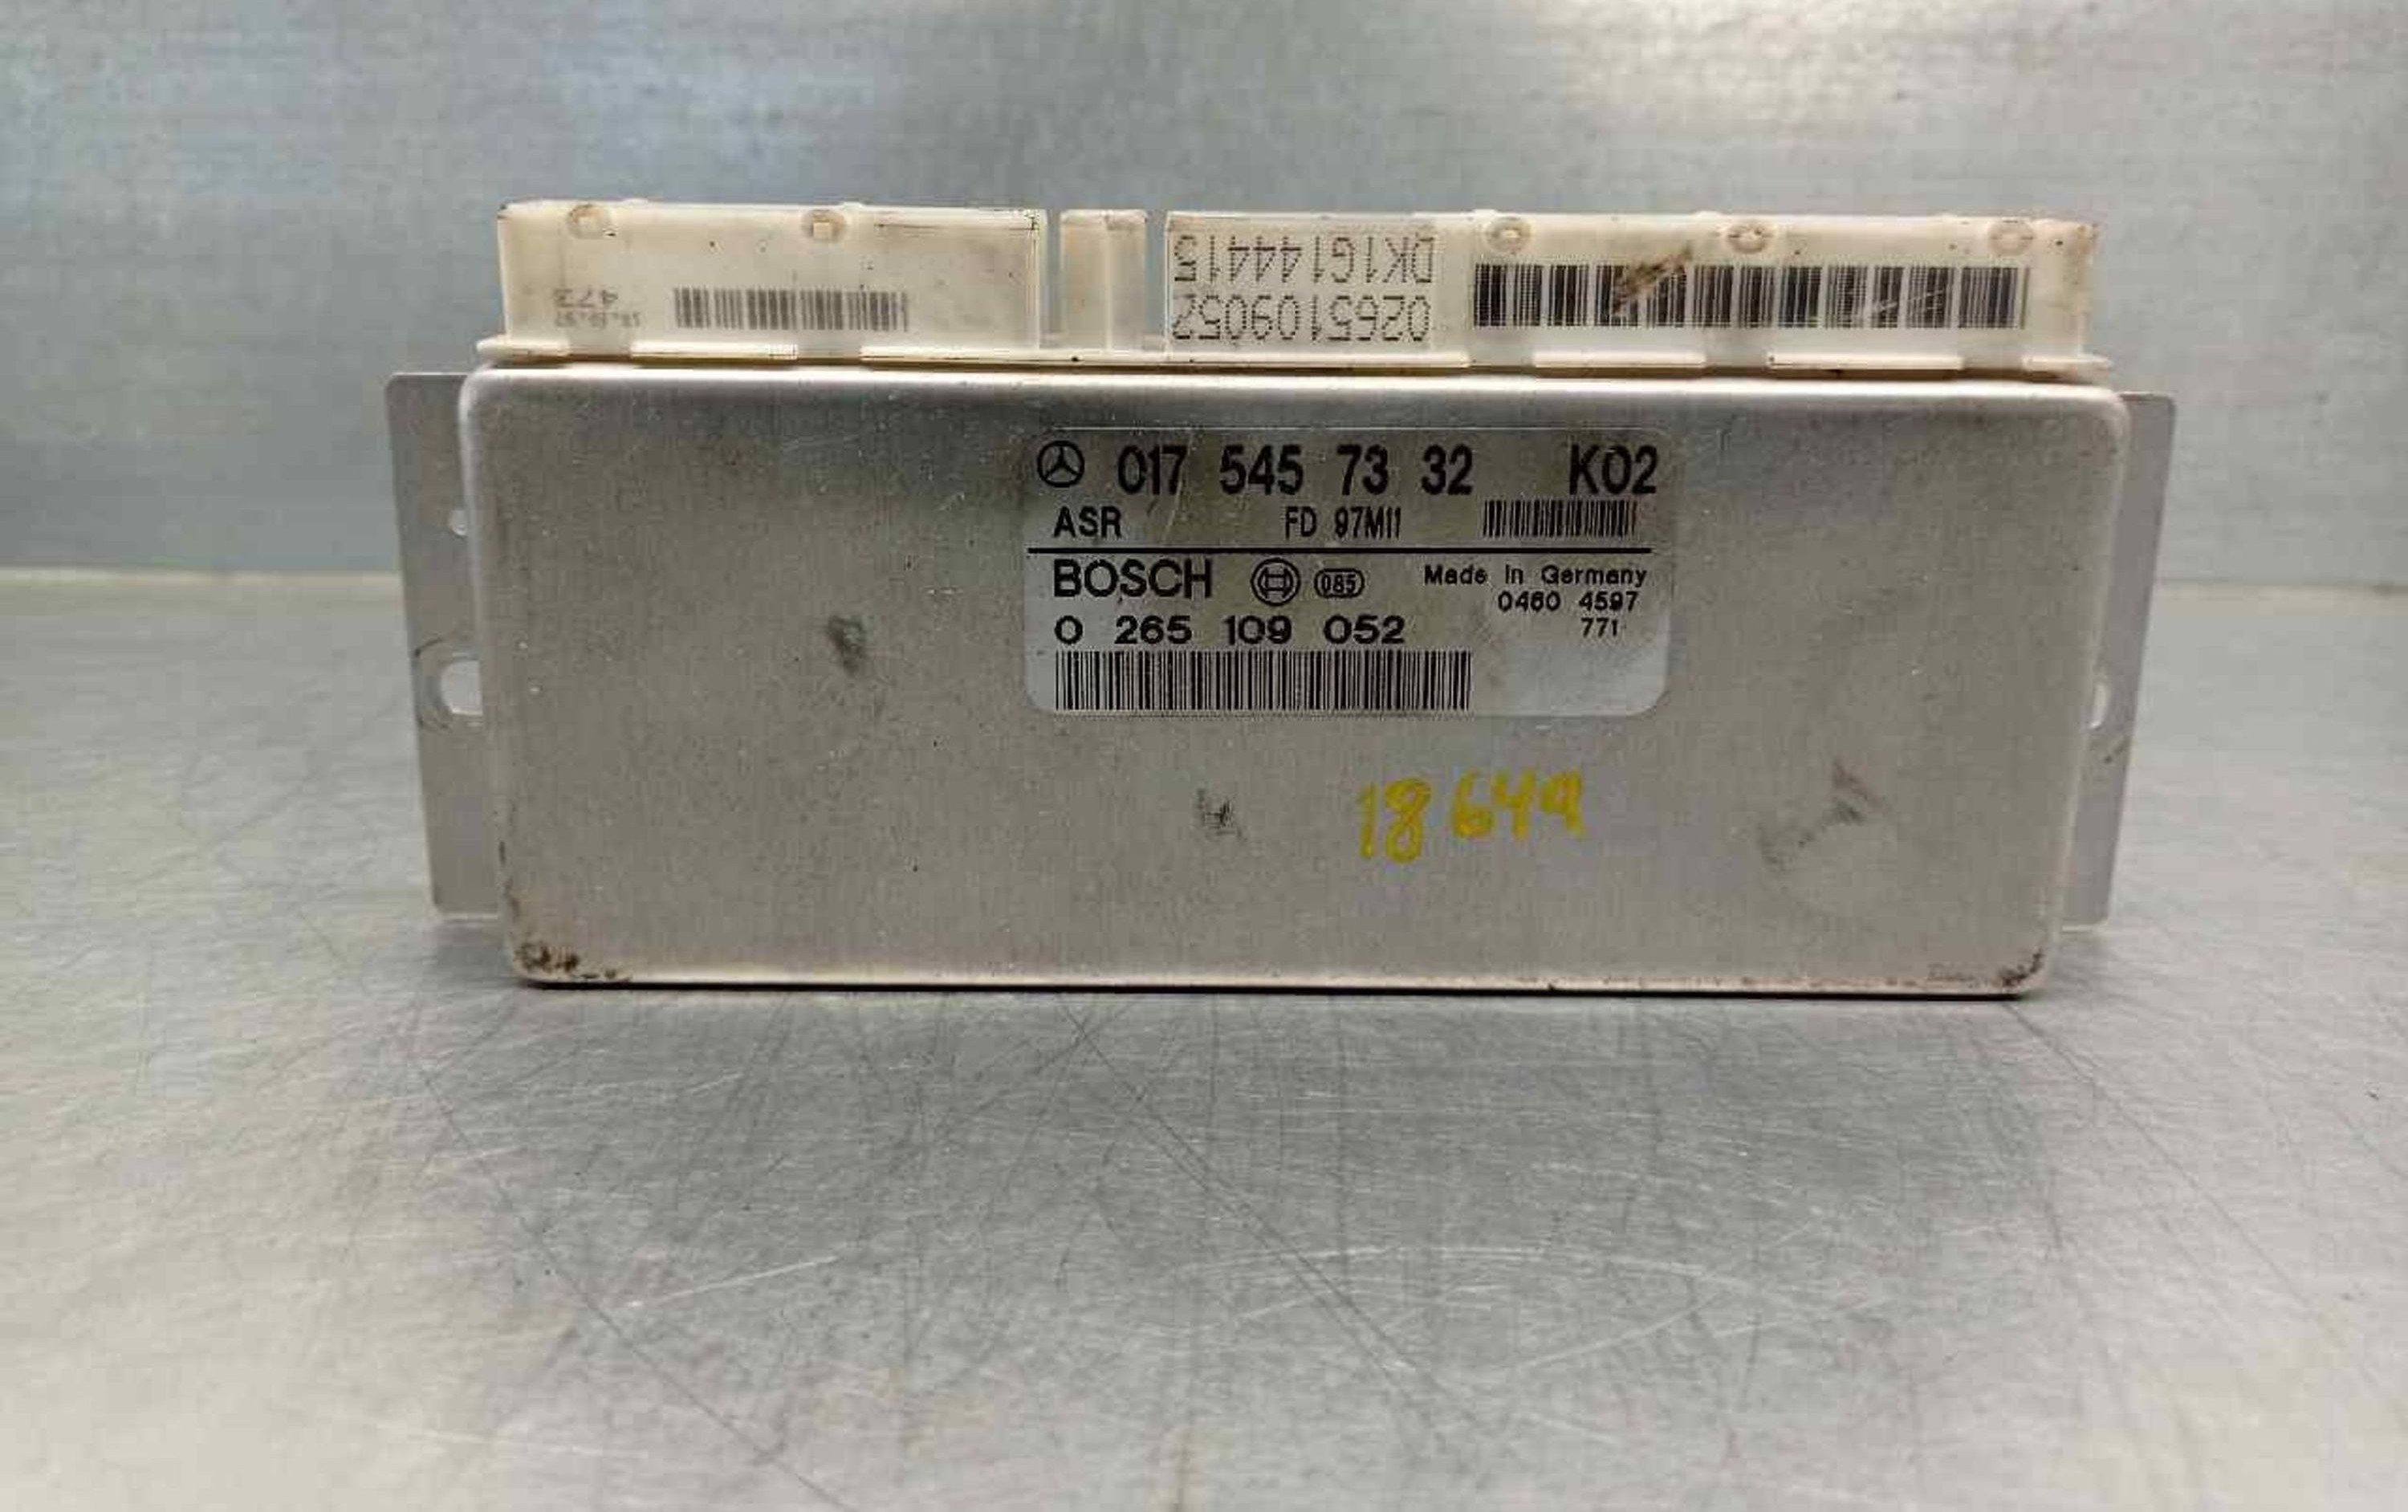 473
DK1G144415
0265109052
017 545 73 32 K02
ASR FD 97M11
BOSCH 085 Made in Germany
0460 4597
0 265 109 052 771
18649